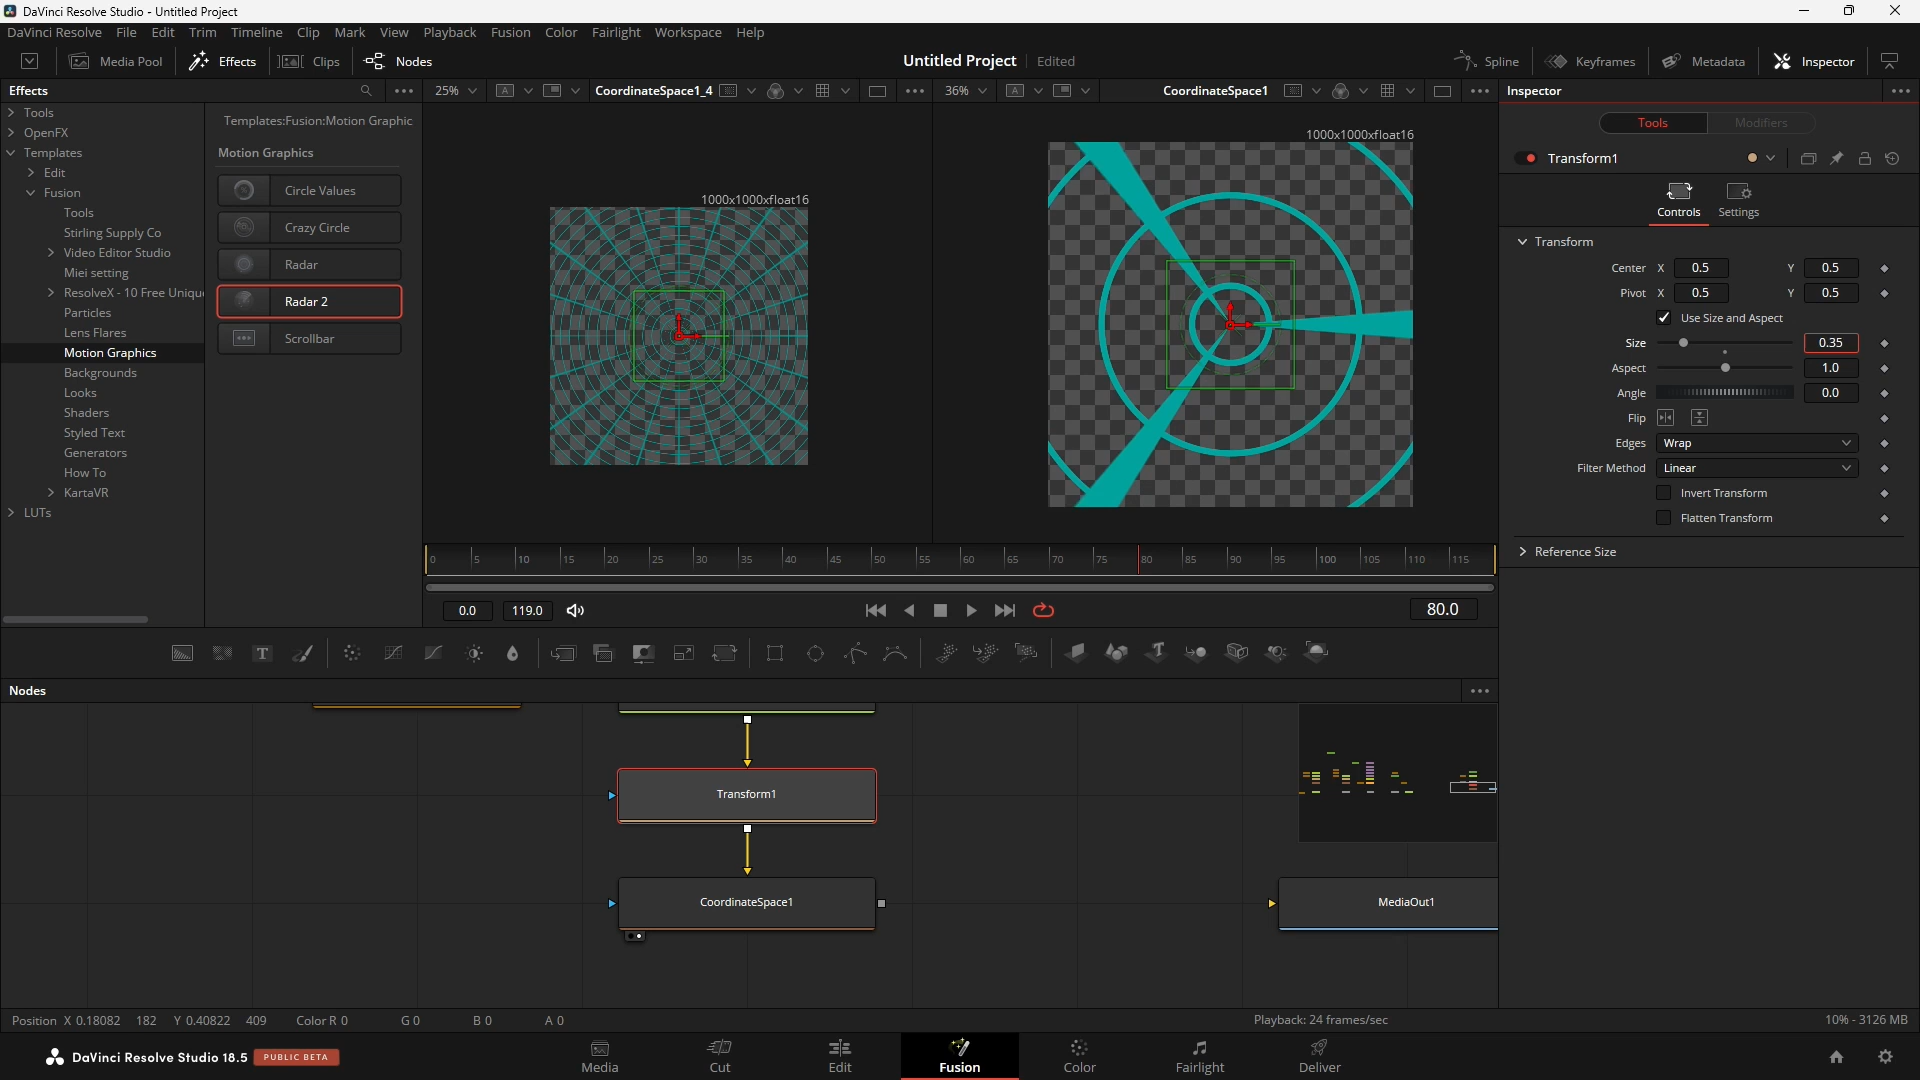 DaVinci Resolve Studio - Untitled Project
DaVinci Resolve File Edit Trim Timeline Clip Mark View Playback Fusion Color Fairlight Workspace Help
Media Pool Effects Clips Nodes
Untitled Project Edited
Spline Keyframes Metadata Inspector
Effects
25% A CoordinateSpace1_4
36% A CoordinateSpace1
Inspector
Tools
OpenFX
Templates
Edit
Fusion
Tools
Stirling Supply Co
Video Editor Studio
Miei setting
ResolveX - 10 Free Uniqu
Particles
Lens Flares
Motion Graphics
Backgrounds
Looks
Shaders
Styled Text
Generators
How To
KartaVR
LUTs
Templates:Fusion:Motion Graphic
Motion Graphics
Circle Values
Crazy Circle
Radar
Radar 2
Scrollbar
1000x1000xfloat16
1000x1000xfloat16
Tools Modifiers
Transform1
Controls Settings
Transform
Center X 0.5 Y 0.5
Pivot X 0.5 Y 0.5
Use Size and Aspect
Size 0.35
Aspect 1.0
Angle 0.0
Flip
Edges Wrap
Filter Method Linear
Invert Transform
Flatten Transform
Reference Size
0 5 10 15 20 25 30 35 40 45 50 55 60 65 70 75 80 85 90 95 100 105 110 115
0.0 119.0 80.0
T
Nodes
Transform1
CoordinateSpace1
MediaOut1
Position X 0.18082 182 Y 0.40822 409 Color R 0 G 0 B 0 A 0
Playback: 24 frames/sec
10% - 3126 MB
DaVinci Resolve Studio 18.5 PUBLIC BETA
Media Cut Edit Fusion Color Fairlight Deliver